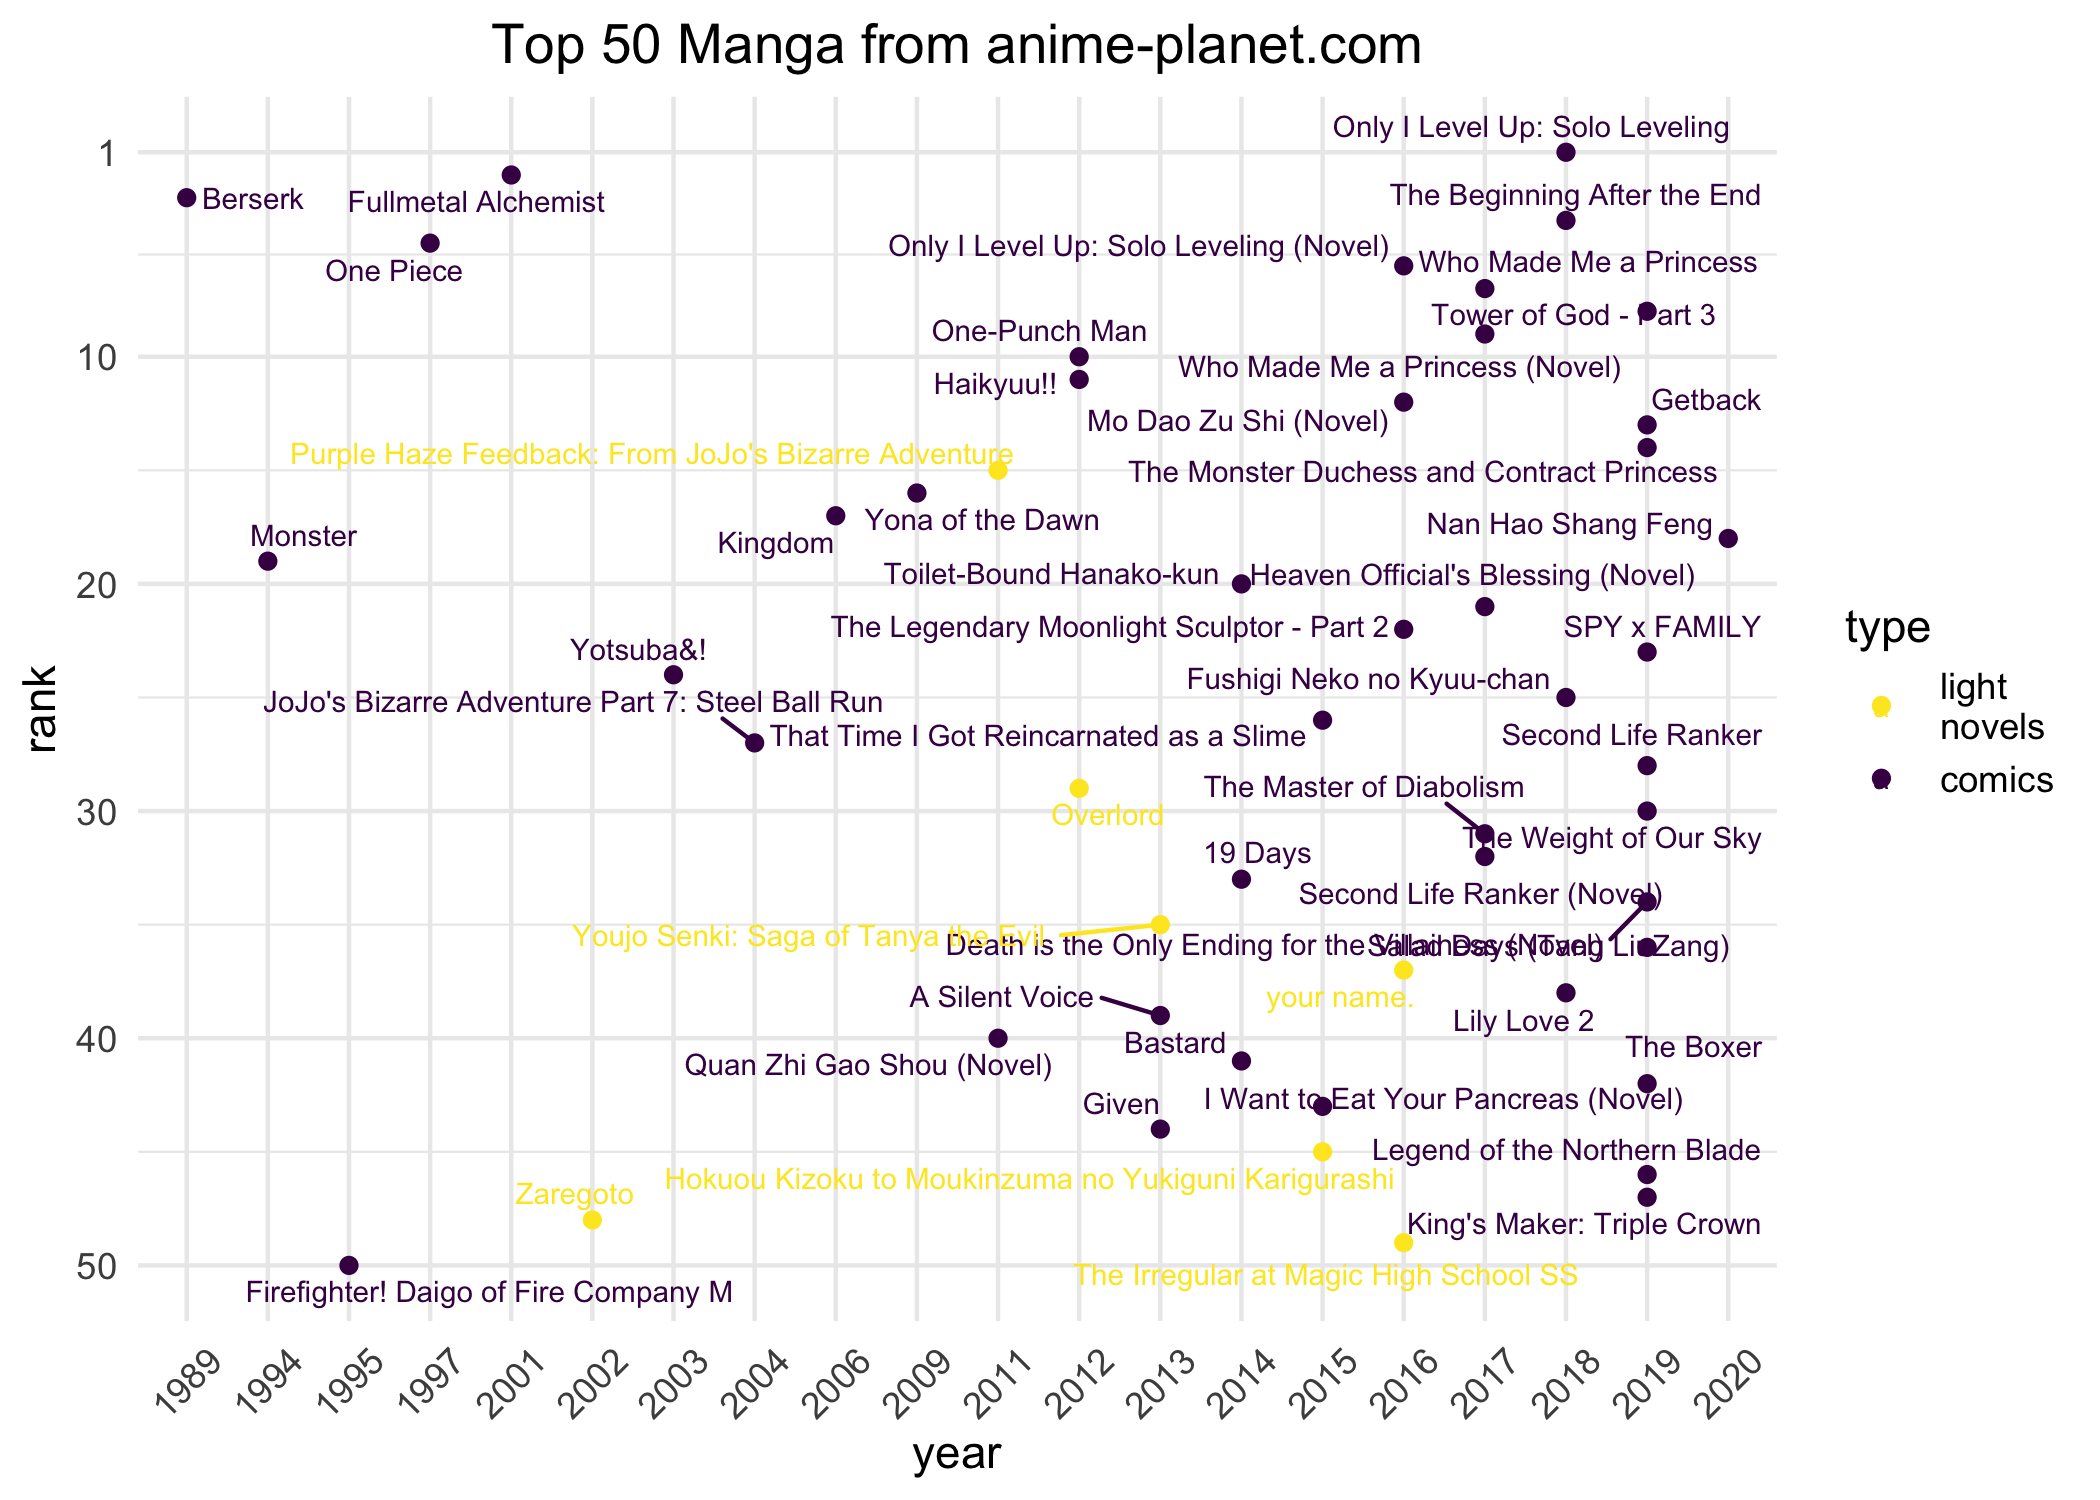 Top 50 Manga from anime-planet.com
Only I Level Up: Solo Leveling
1
Berserk
Fullmetal Alchemist
The Beginning After the End
Only I Level Up: Solo Leveling (Novel)
Who Made Me a Princess
One Piece
Tower of God - Part 3
One-Punch Man
10
Who Made Me a Princess (Novel)
Haikyuu!!
Getback
Mo Dao Zu Shi (Novel)
Purple Haze Feedback: From JoJo's Bizarre Adventure
The Monster Duchess and Contract Princess
Yona of the Dawn
Nan Hao Shang Feng
Monster
Kingdom
Toilet-Bound Hanako-kun
Heaven Official's Blessing (Novel)
20
The Legendary Moonlight Sculptor - Part 2
SPY x FAMILY
Yotsuba&!
Fushigi Neko no Kyuu-chan
JoJo's Bizarre Adventure Part 7: Steel Ball Run
That Time I Got Reincarnated as a Slime
Second Life Ranker
The Master of Diabolism
30
Overlord
The Weight of Our Sky
19 Days
Second Life Ranker (Novel)
Youjo Senki: Saga of Tanya the Evil
Death is the Only Ending for the Villainess (Novel)
Salad Days (Tang LiuZang)
A Silent Voice
your name.
Lily Love 2
40
Bastard
The Boxer
Quan Zhi Gao Shou (Novel)
Given
I Want to Eat Your Pancreas (Novel)
Legend of the Northern Blade
Hokuou Kizoku to Moukinzuma no Yukiguni Karigurashi
Zaregoto
King's Maker: Triple Crown
50
The Irregular at Magic High School SS
Firefighter! Daigo of Fire Company M
rank
1989
1994
1995
1997
2001
2002
2003
2004
2006
2009
2011
2012
2013
2014
2015
2016
2017
2018
2019
2020
year
type
light
novels
comics